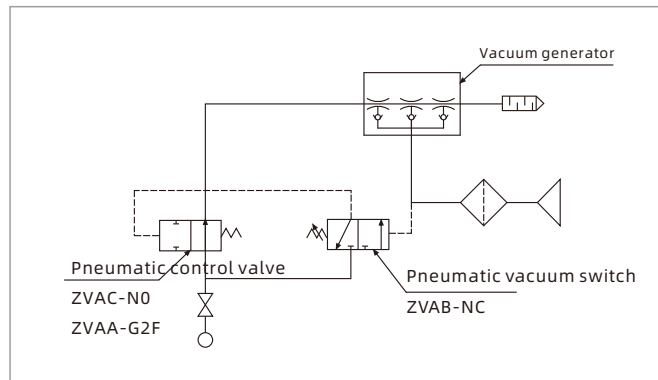 Vacuum generator
Pneumatic control valve
ZVAC-N0
ZVAA-G2F
Pneumatic vacuum switch
ZVAB-NC